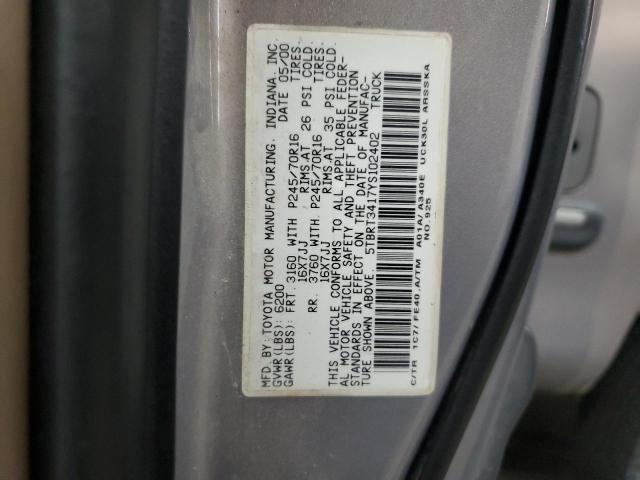 MFD.BY:TOYOTA MOTOR MANUFACTURING. INDIANA. INC.
GVWR(LBS): 6200 DATE 05/00
GAWR(LBS): FRT. 3160 WITH P245/70R16 TIRES.
16X7JJ RIMS.AT 26 PSI COLD.
RR. 3760 WITH P245/70R16 TIRES.
16X7JJ RIMS.AT 35 PSI COLD.
THIS VEHICLE CONFORMS TO ALL APPLICABLE FEDER-
AL MOTOR VEHICLE SAFETY AND THEFT PREVENTION
STANDARDS IN EFFECT ON THE DATE OF MANUFAC-
TURE SHOWN ABOVE. 5TBRT3417YS102402 TRUCK
C/TR 1C7/FE40,A/TM A01A/A340E UCK30L ARSSKA
NO.925